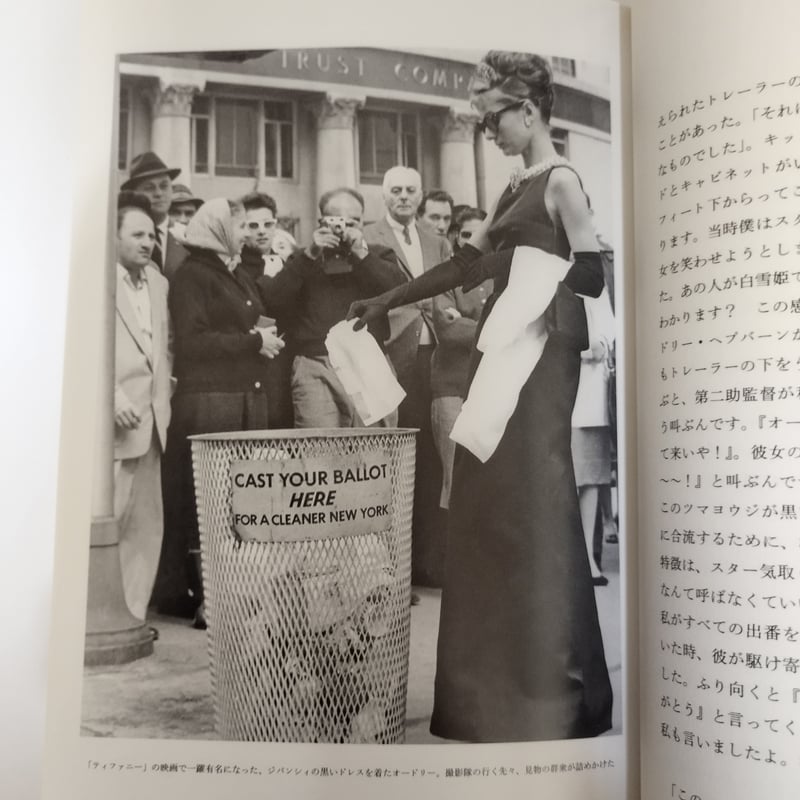 TRUST COMPA
CAST YOUR BALLOT
HERE
FOR A CLEANER NEW YORK
「ティファニー」の映画で一躍有名になった、ジバンシィの黒いドレスを着たオードリー。撮影隊の行く先々、見物の群衆が詰めかけた
えられたトレーラーの
ことがあった。「それに
なものでした」。キッ
ドとキャビネットがい
フィート下からってこ
ります。当時僕はスタ
女を笑わせようとしま
た。あの人が白雪姫で
わかります？　この感
ドリー・ヘプバーンが
もトレーラーの下を
ぶと、第二助監督が私
う叫ぶんです。『オー
て来いや！』。彼女の
〜〜！』と叫ぶんで
このツマヨウジが黒
に合流するために、
特徴は、スター気取り
なんて呼ばなくていい
私がすべての出番を
いた時、彼が駆け寄
した。ふり向くと『
がとう』と言ってく
私も言いましたよ。
「この